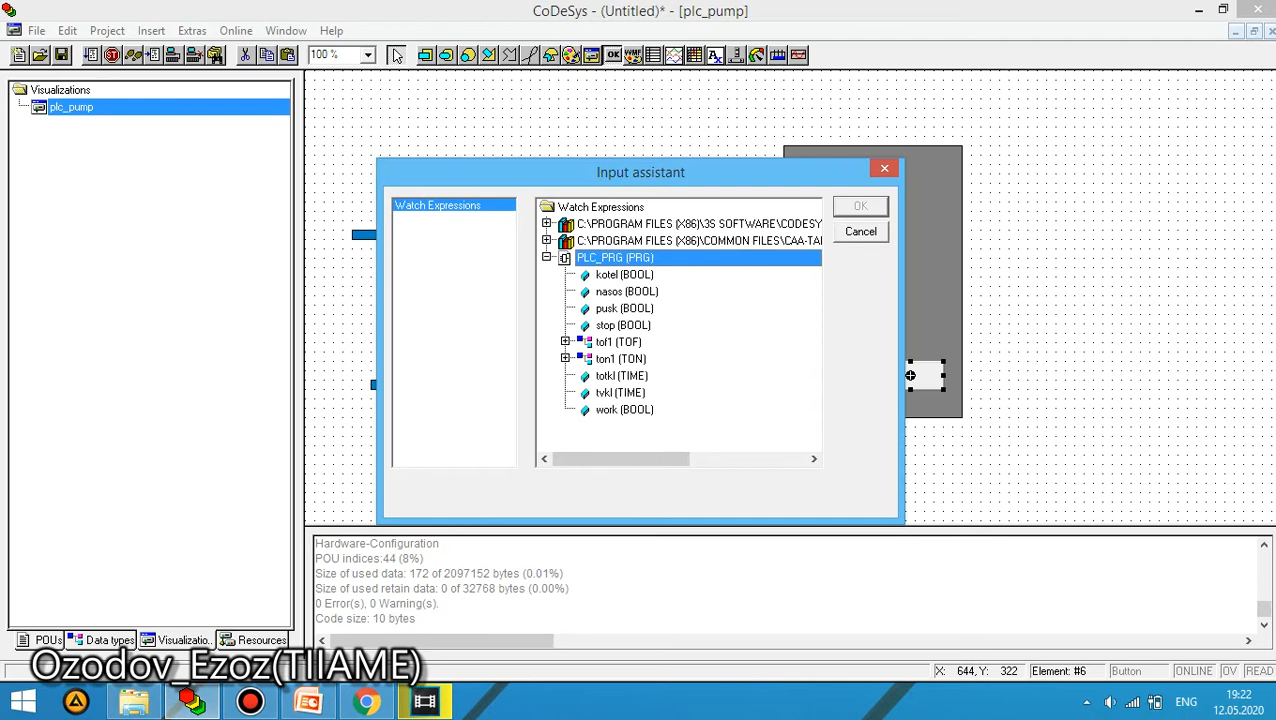 CoDeSys - (Untitled)* - [plc_pump]
File Edit Project Insert Extras Online Window Help
100 %
OK
WMF
A
Visualizations
plc_pump
Input assistant
Watch Expressions
Watch Expressions
C:\PROGRAM FILES (X86)\3S SOFTWARE\CODESY
C:\PROGRAM FILES (X86)\COMMON FILES\CAA-TA
PLC_PRG (PRG)
kotel (BOOL)
nasos (BOOL)
pusk (BOOL)
stop (BOOL)
tof1 (TOF)
ton1 (TON)
totkl (TIME)
tvkl (TIME)
work (BOOL)
OK
Cancel
Hardware-Configuration
POU indices:44 (8%)
Size of used data: 172 of 2097152 bytes (0.01%)
Size of used retain data: 0 of 32768 bytes (0.00%)
0 Error(s), 0 Warning(s).
Code size: 10 bytes
POUs Data types Visualizatio.. Resources
Ozodov_Ezoz(TIIAME)
X: 644, Y: 322 Element: #6 Button ONLINE OV READ
ENG
19:22
12.05.2020